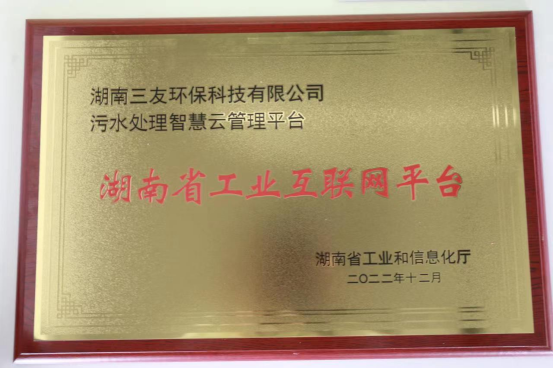 湖南三友环保科技有限公司
污水处理智慧云管理平台
湖南省工业互联网平台
湖南省工业和信息化厅
二〇二二年十二月